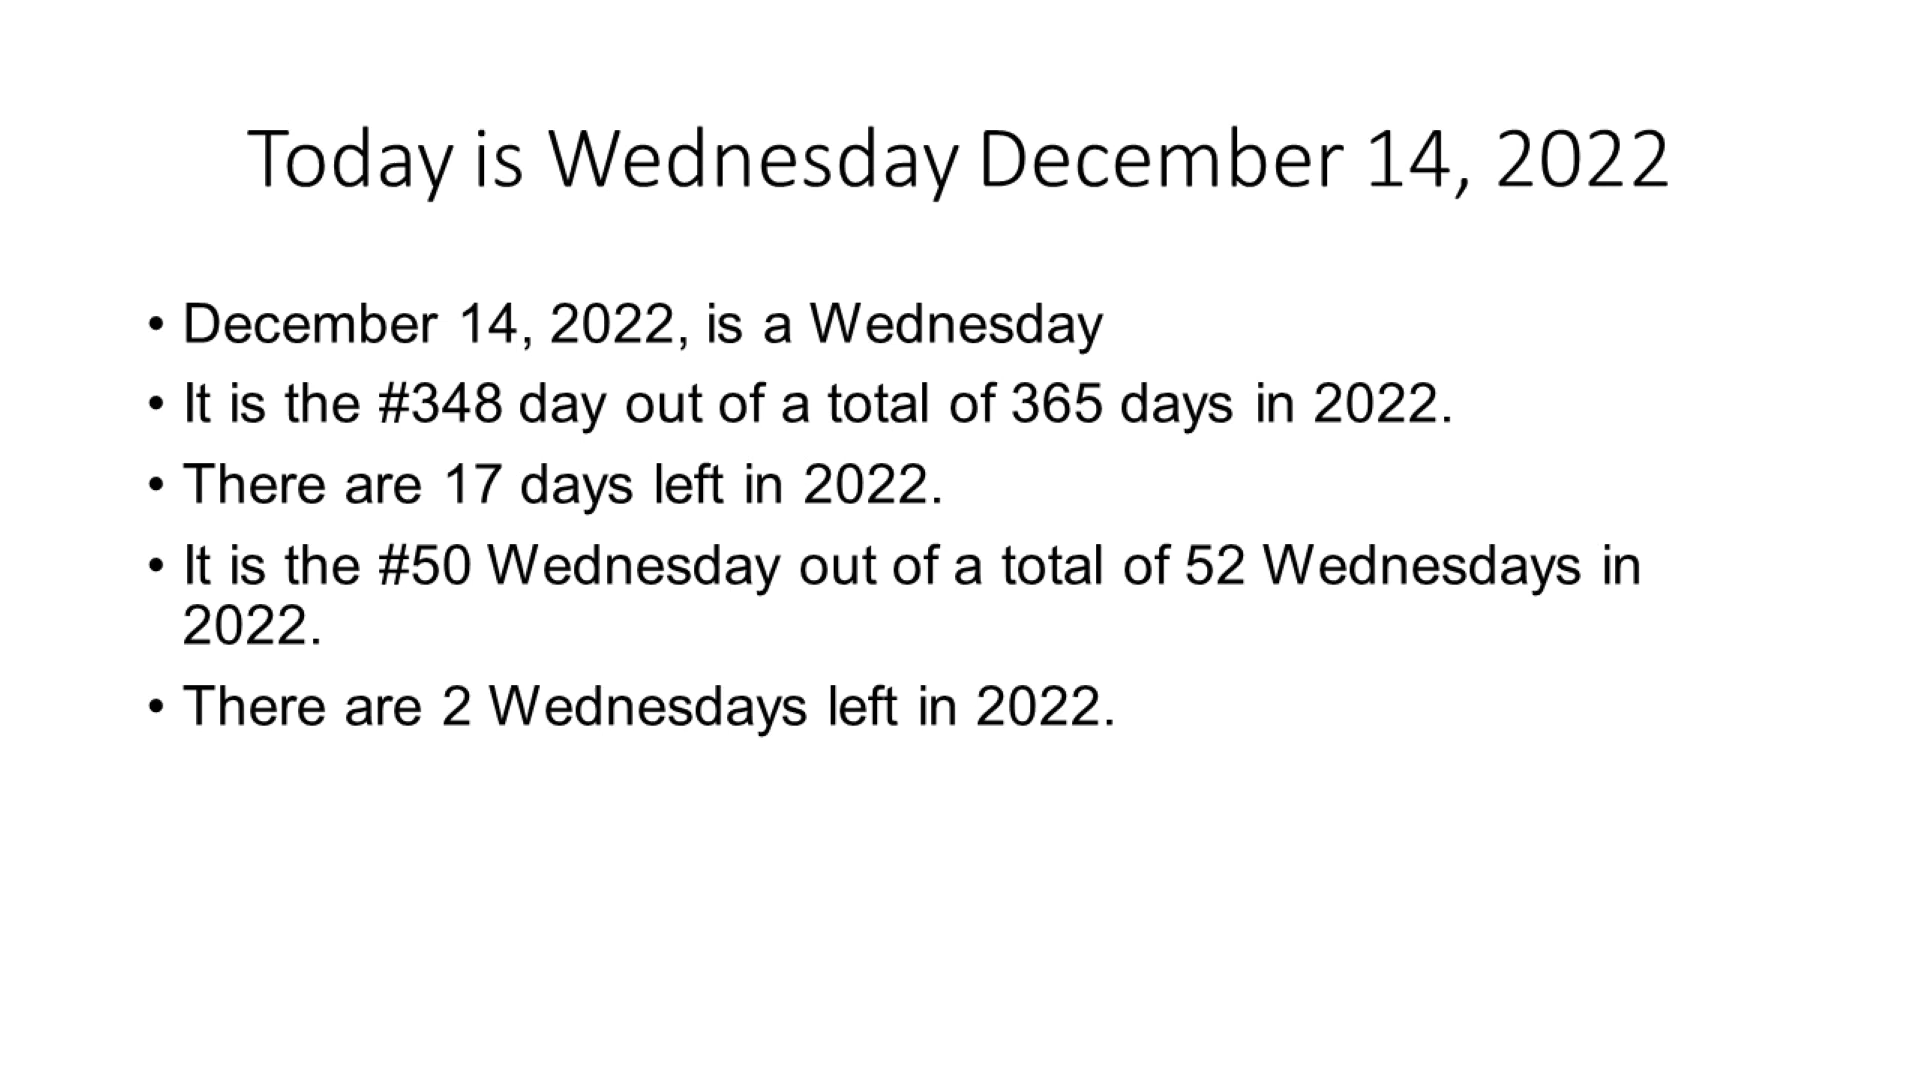 Today is Wednesday December 14, 2022
• December 14, 2022, is a Wednesday
• It is the #348 day out of a total of 365 days in 2022.
• There are 17 days left in 2022.
• It is the #50 Wednesday out of a total of 52 Wednesdays in
2022.
• There are 2 Wednesdays left in 2022.